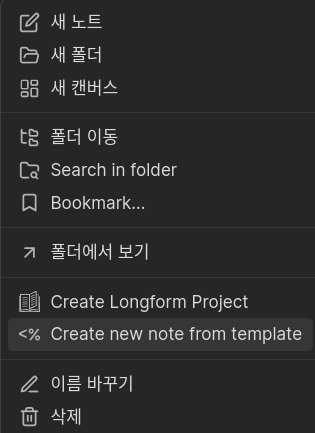 새 노트
새 폴더
새 캔버스
폴더 이동
Search in folder
Bookmark...
폴더에서 보기
Create Longform Project
<% Create new note from template
이름 바꾸기
삭제